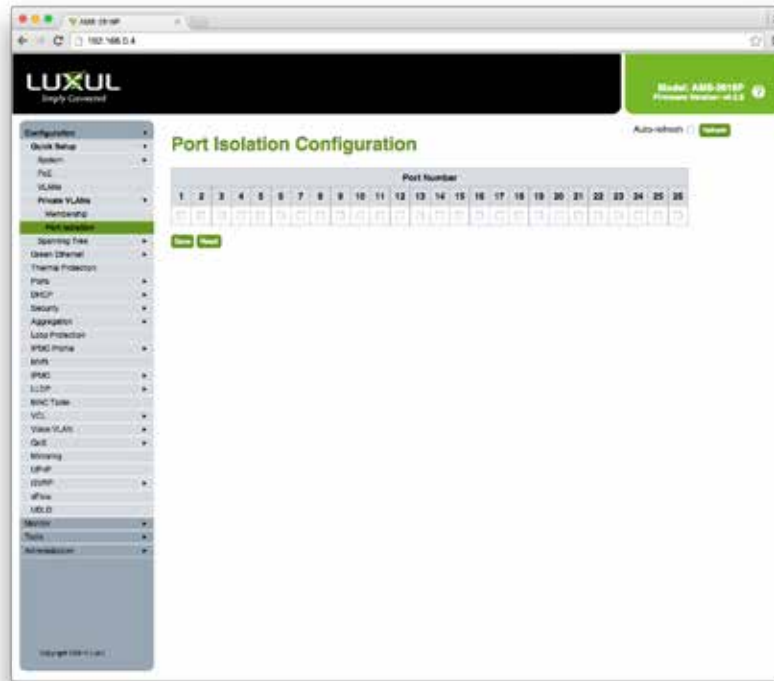 192.168.0.4
LUXUL
Simply Connected
Configuration
Quick Setup
System
PoE
VLANs
Private VLANs
Membership
Port Isolation
Spanning Tree
Green Ethernet
Thermal Protection
Ports
DHCP
Security
Aggregation
Loop Protection
IPMC Profile
MVR
IPMC
LLDP
MAC Table
VCL
Voice VLAN
QoS
Mirroring
UPnP
GVRP
sFlow
UDLD
Monitor
Tools
Administration
Auto-refresh Refresh
Port Isolation Configuration
Port Number
1 2 3 4 5 6 7 8 9 10 11 12 13 14 15 16 17 18 19 20 21 22 23 24 25 26
Save Reset